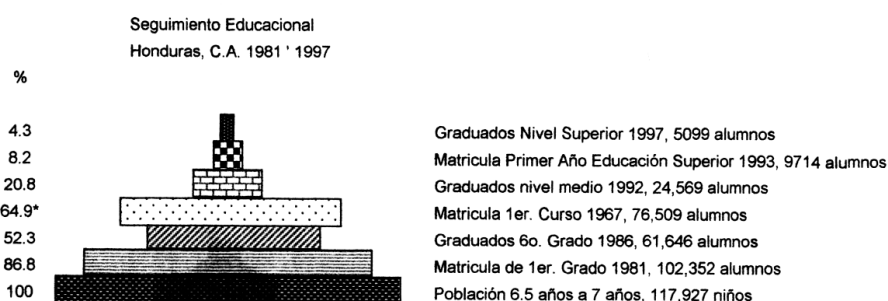 Seguimiento Educacional
Honduras, C.A. 1981 ' 1997
%
4.3 Graduados Nivel Superior 1997, 5099 alumnos
8.2 Matricula Primer Año Educación Superior 1993, 9714 alumnos
20.8 Graduados nivel medio 1992, 24,569 alumnos
64.9* Matricula 1er. Curso 1967, 76,509 alumnos
52.3 Graduados 6o. Grado 1986, 61,646 alumnos
86.8 Matricula de 1er. Grado 1981, 102,352 alumnos
100 Población 6.5 años a 7 años, 117,927 niños